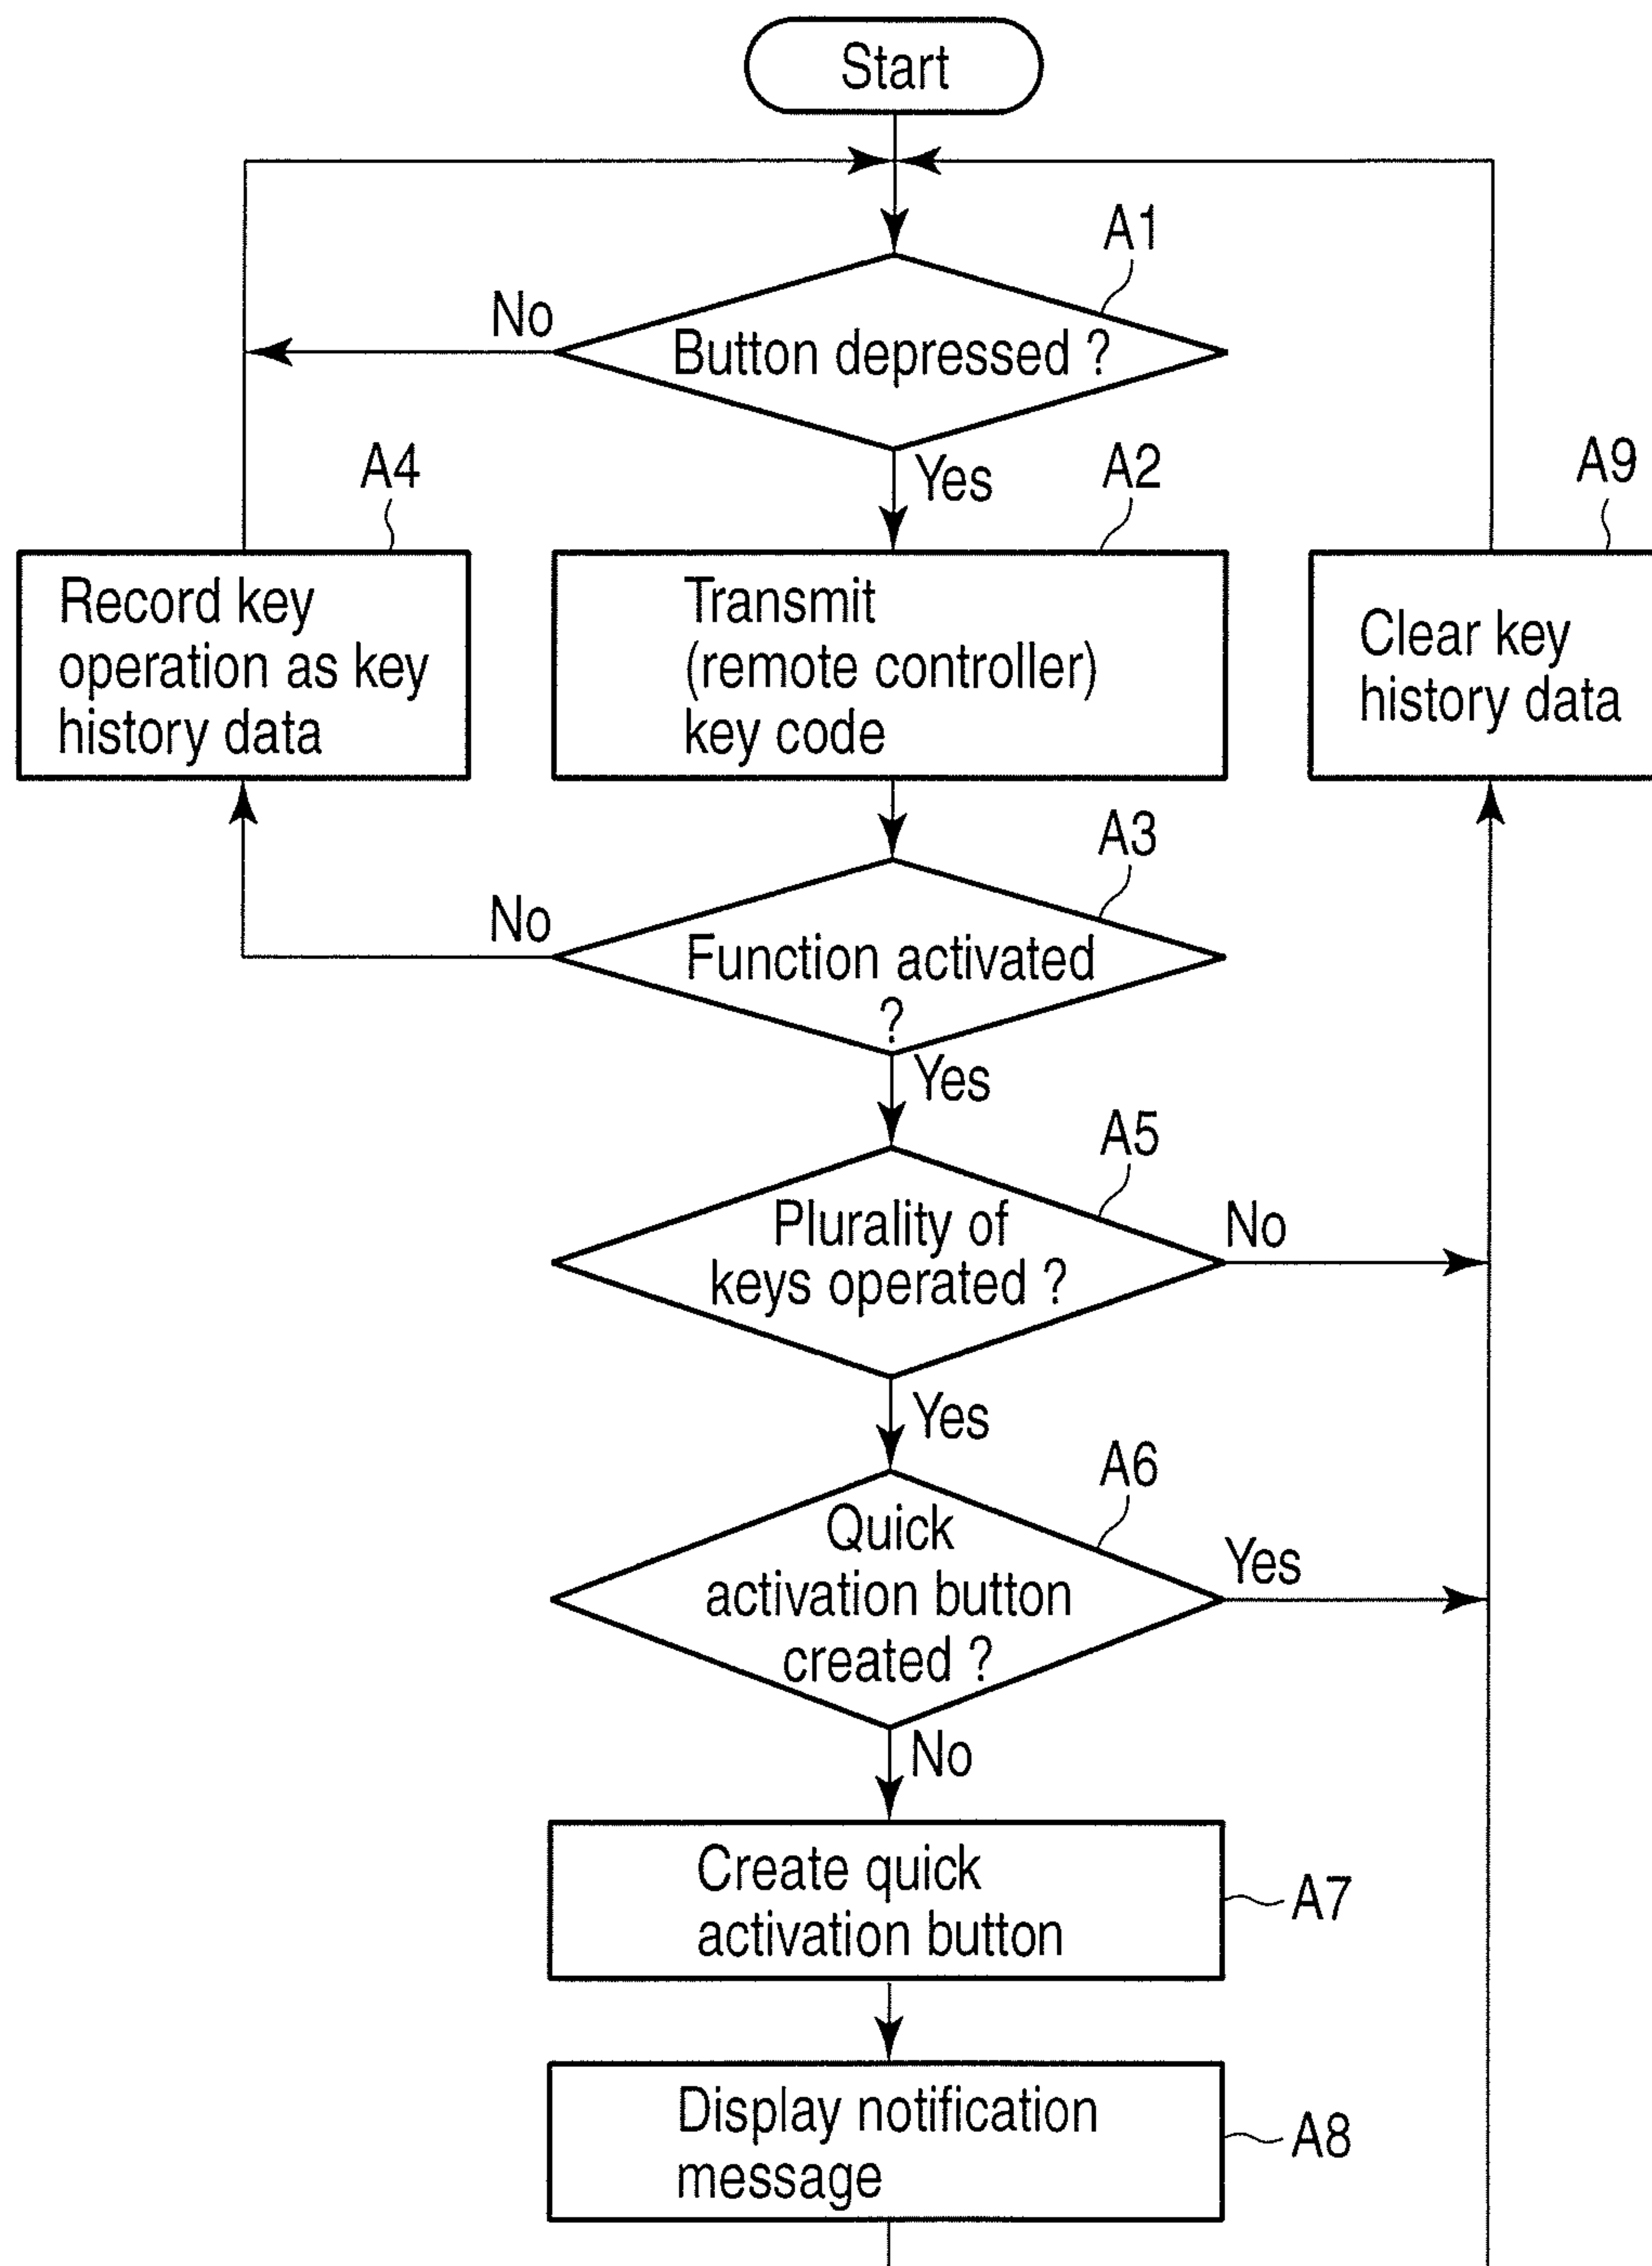 Start
A1
No
Button depressed ?
Yes
A4
A2
A9
Record key
operation as key
history data
Transmit
(remote controller)
key code
Clear key
history data
A3
No
Function activated
?
Yes
A5
Plurality of
keys operated ?
No
Yes
A6
Quick
activation button
created ?
Yes
No
Create quick
activation button
A7
Display notification
message
A8